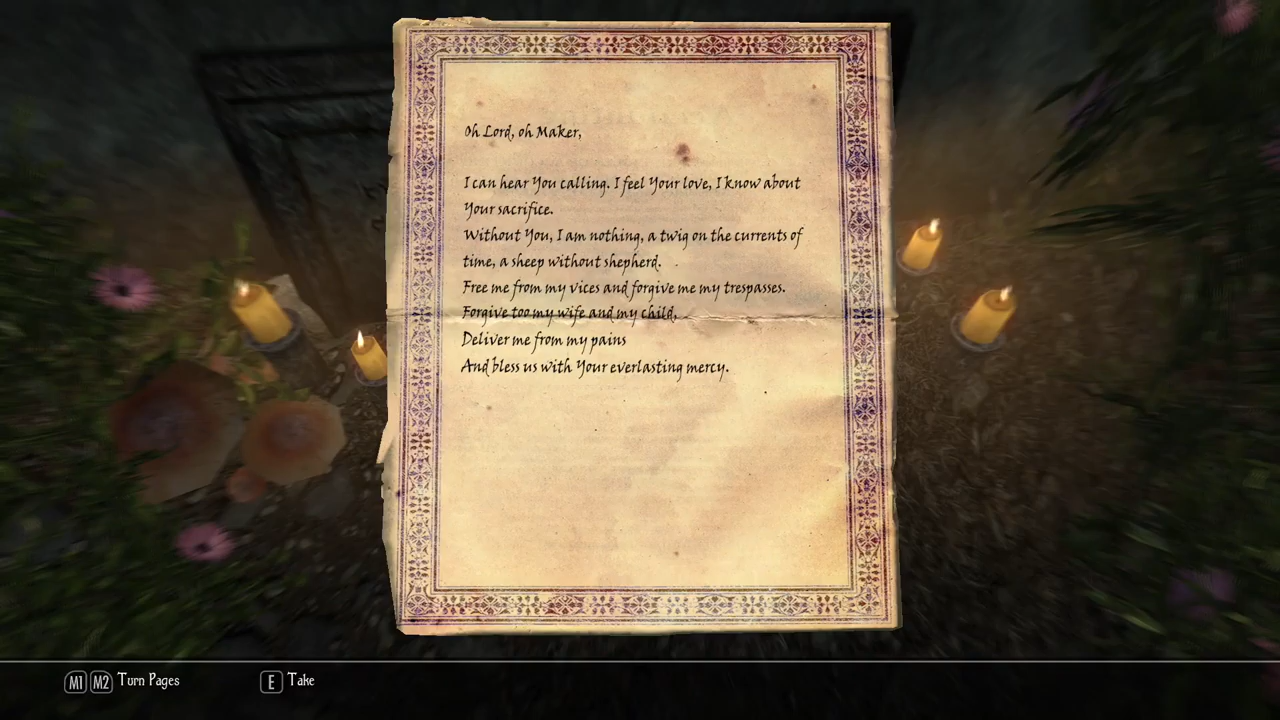 Oh Lord, oh Maker,
I can hear You calling. I feel Your love, I know about
Your sacrifice.
Without You, I am nothing, a twig on the currents of
time, a sheep without shepherd.
Free me from my vices and forgive me my trespasses.
Forgive too my wife and my child,
Deliver me from my pains
And bless us with Your everlasting mercy.
M1 M2 Turn Pages E Take